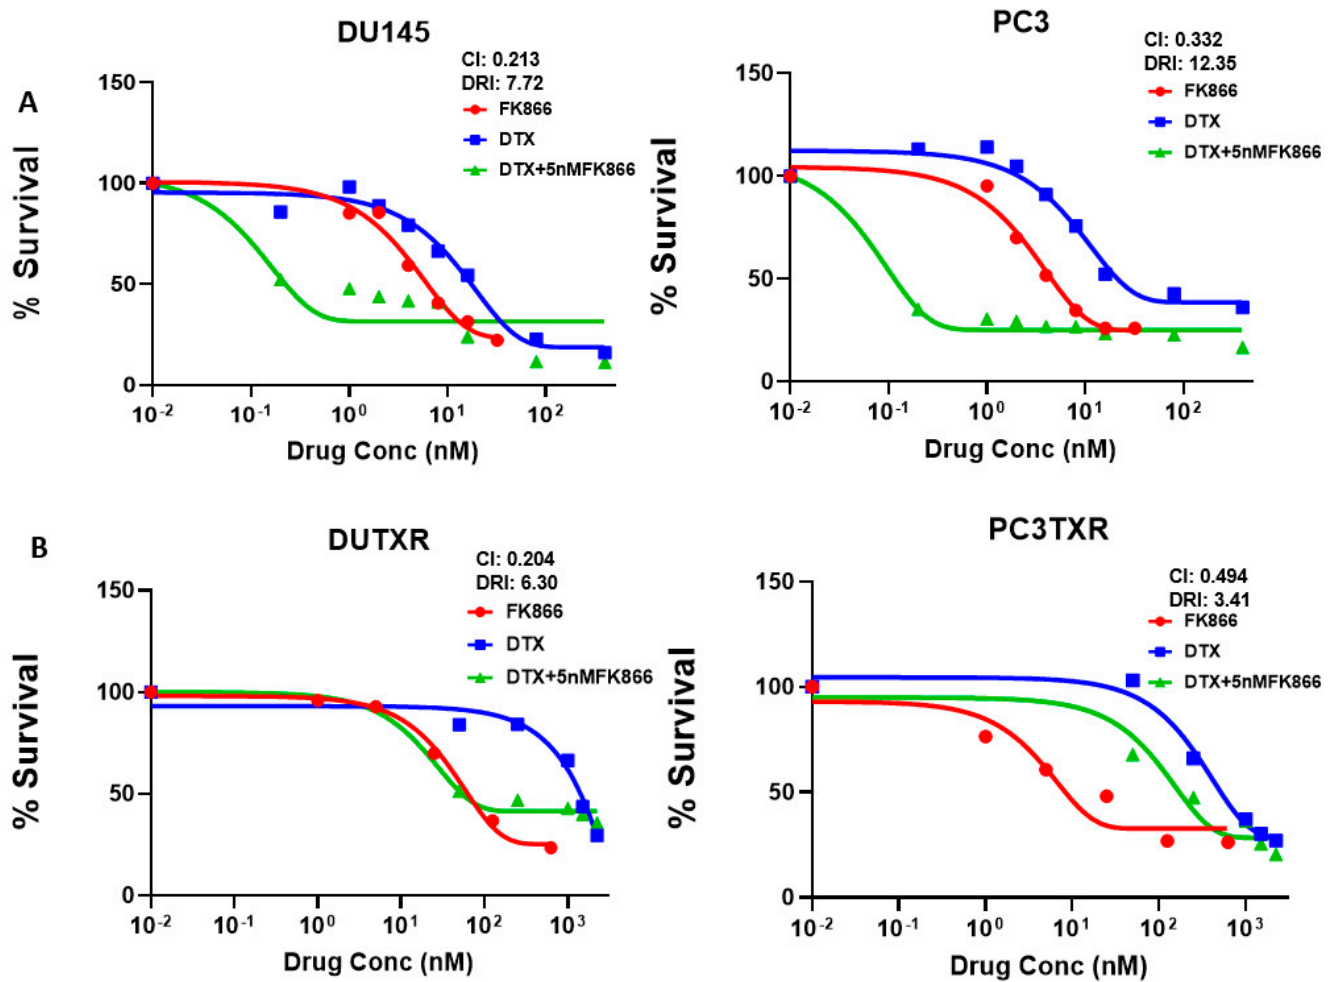 A
DU145
CI: 0.213
DRI: 7.72
FK866
DTX
DTX+5nMFK866
% Survival
150
100
50
0
10-2
10-1
100
101
102
Drug Conc (nM)
PC3
CI: 0.332
DRI: 12.35
FK866
DTX
DTX+5nMFK866
% Survival
150
100
50
0
10-2
10-1
100
101
102
Drug Conc (nM)
B
DUTXR
CI: 0.204
DRI: 6.30
FK866
DTX
DTX+5nMFK866
% Survival
150
100
50
0
10-2
10-1
100
101
102
103
Drug Conc (nM)
PC3TXR
CI: 0.494
DRI: 3.41
FK866
DTX
DTX+5nMFK866
% Survival
150
100
50
0
10-2
10-1
100
101
102
103
Drug Conc (nM)